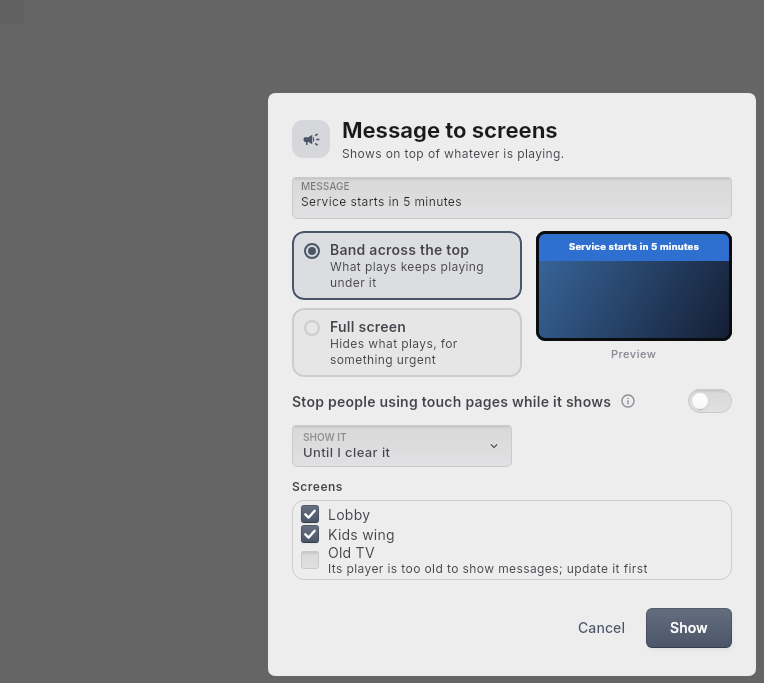 Message to screens
Shows on top of whatever is playing.
MESSAGE
Service starts in 5 minutes
Band across the top
What plays keeps playing
under it
Service starts in 5 minutes
Full screen
Hides what plays, for
something urgent
Preview
Stop people using touch pages while it shows
SHOW IT
Until I clear it
Screens
Lobby
Kids wing
Old TV
Its player is too old to show messages; update it first
Cancel
Show